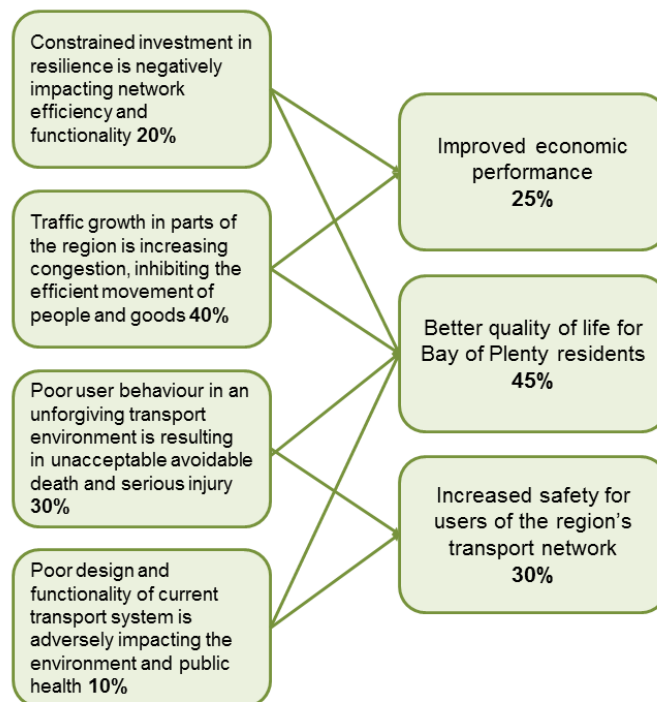 Constrained investment in
resilience is negatively
impacting network
efficiency and
functionality 20%
Traffic growth in parts of
the region is increasing
congestion, inhibiting the
efficient movement of
people and goods 40%
Poor user behaviour in an
unforgiving transport
environment is resulting
in unacceptable avoidable
death and serious injury
30%
Poor design and
functionality of current
transport system is
adversely impacting the
environment and public
health 10%
Improved economic
performance
25%
Better quality of life for
Bay of Plenty residents
45%
Increased safety for
users of the region's
transport network
30%